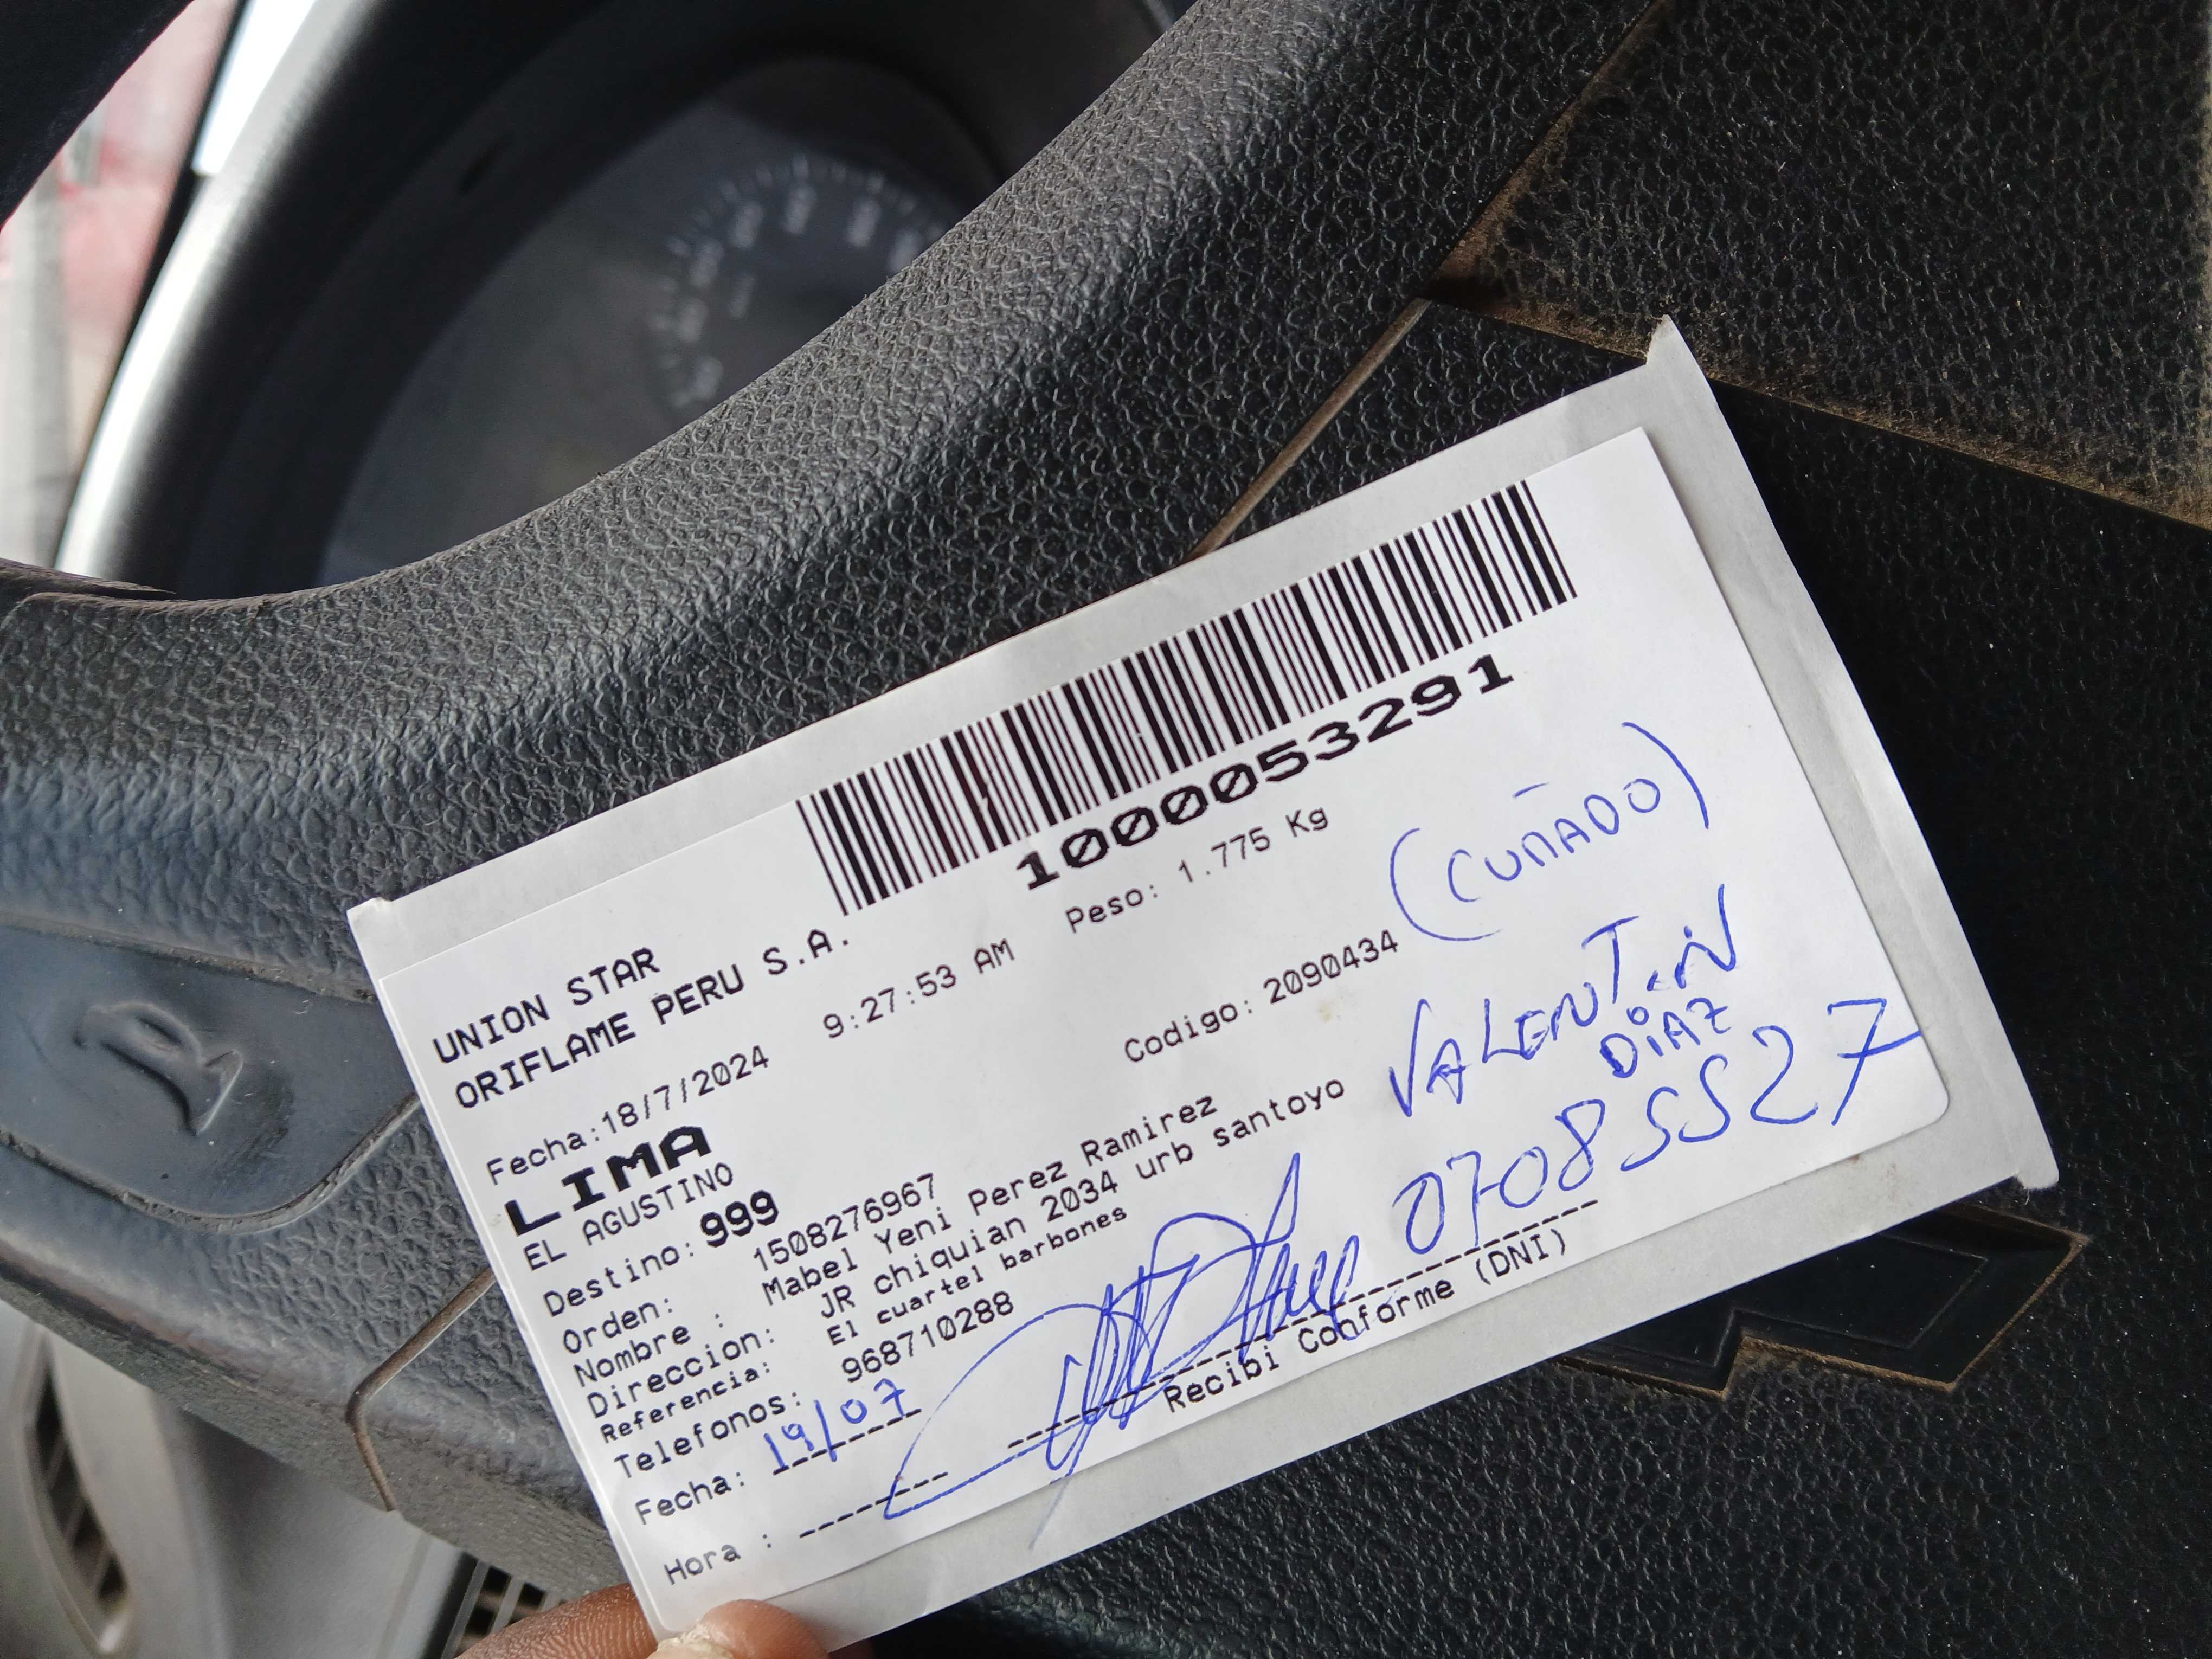 1000053291
UNION STAR
ORIFLAME PERU S.A.
Peso: 1.775 Kg
Fecha:18/7/2024 9:27:53 AM
(CUÑADO)
LIMA
EL AGUSTINO
Codigo: 2090434
VALENTIN
DIAZ
Destino: 999
Orden: 1508276967
Nombre : Mabel Yeni Perez Ramirez
Direccion: JR chiquian 2034 urb santoyo
Referencia: El cuartel barbones
Telefonos: 968710288
07085527
Fecha: 19/07
Recibi Conforme (DNI)
Hora :